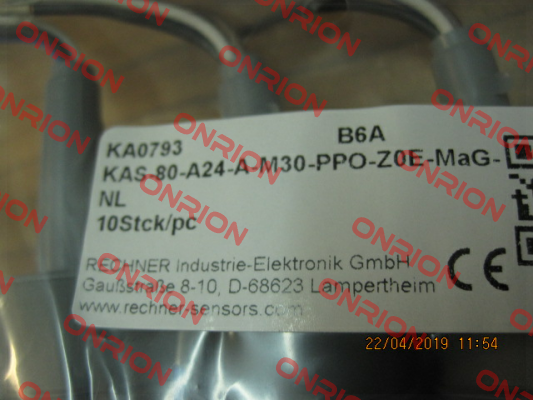 KA0793 B6A
KAS-80-A24-A-M30-PPO-Z0E-MaG-
NL
10Stck/pc
RECHNER Industrie-Elektronik GmbH
Gaußstraße 8-10, D-68623 Lampertheim
www.rechner-sensors.com
CE
22/04/2019 11:54
ONRION